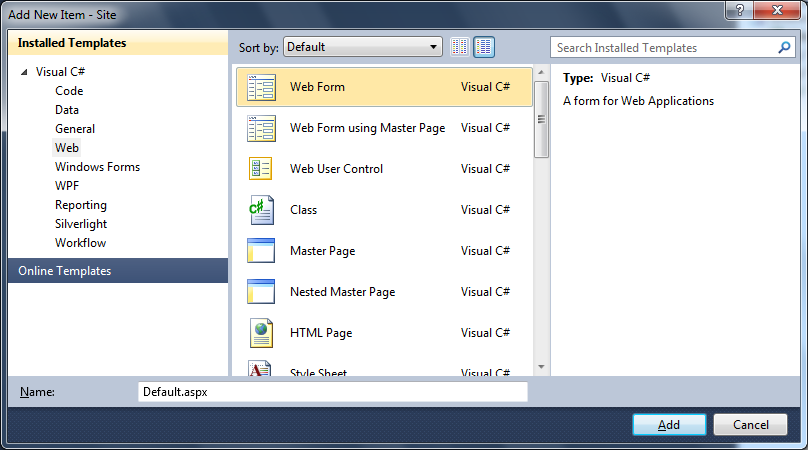 Add New Item - Site
Installed Templates
Visual C#
Code
Data
General
Web
Windows Forms
WPF
Reporting
Silverlight
Workflow
Online Templates
Sort by: Default
Web Form Visual C#
Web Form using Master Page Visual C#
Web User Control Visual C#
C# Class Visual C#
Master Page Visual C#
Nested Master Page Visual C#
HTML Page Visual C#
A Style Sheet Visual C#
Search Installed Templates
Type: Visual C#
A form for Web Applications
Name: Default.aspx
Add Cancel